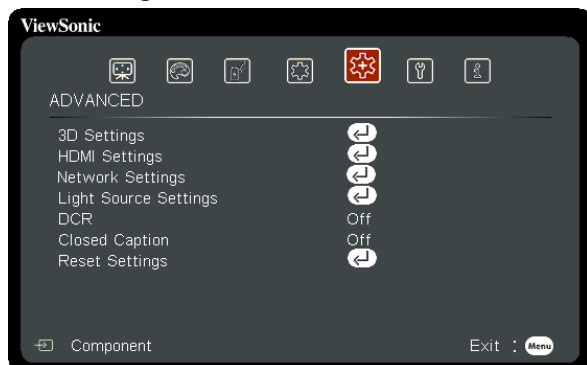 ViewSonic
ADVANCED
3D Settings
HDMI Settings
Network Settings
Light Source Settings
DCR Off
Closed Caption Off
Reset Settings
Component Exit : Menu